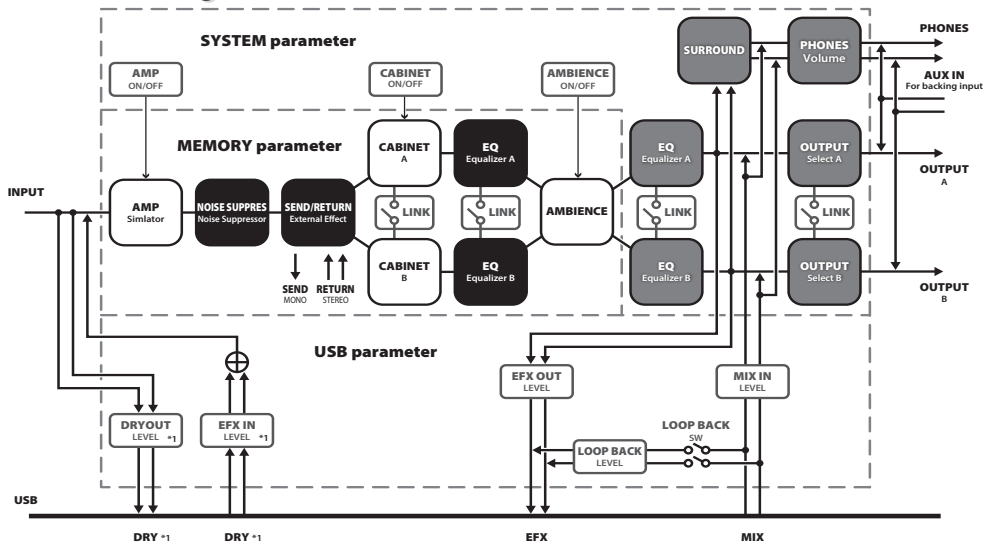 SYSTEM parameter
AMP
ON/OFF
CABINET
ON/OFF
AMBIENCE
ON/OFF
SURROUND
PHONES
Volume
PHONES
AUX IN
For backing input
MEMORY parameter
INPUT
AMP
Simlator
NOISE SUPPRES
Noise Suppressor
SEND/RETURN
External Effect
SEND
MONO
RETURN
STEREO
CABINET
A
EQ
Equalizer A
LINK
LINK
CABINET
B
EQ
Equalizer B
AMBIENCE
EQ
Equalizer A
LINK
EQ
Equalizer B
OUTPUT
Select A
LINK
OUTPUT
Select B
OUTPUT
A
OUTPUT
B
USB parameter
DRYOUT
LEVEL *1
EFX IN
LEVEL *1
EFX OUT
LEVEL
MIX IN
LEVEL
LOOP BACK
SW
LOOP BACK
LEVEL
USB
DRY *1
DRY *1
EFX
MIX